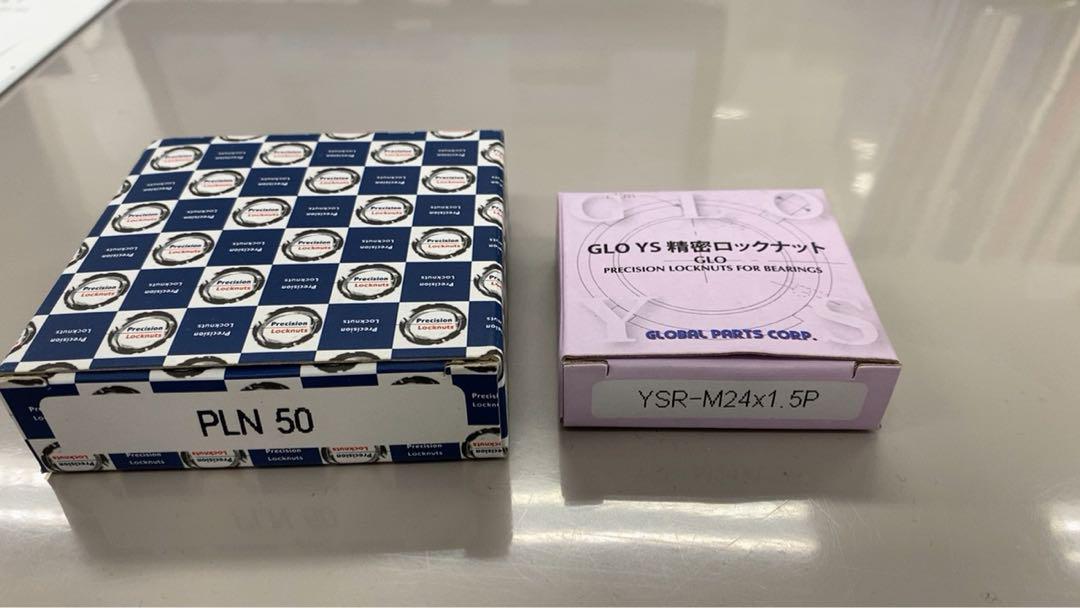 Precision
Locknuts
PLN 50
GLO YS 精密ロックナット
GLO
PRECISION LOCKNUTS FOR BEARINGS
GLOBAL PARTS CORP.
YSR-M24x1.5P